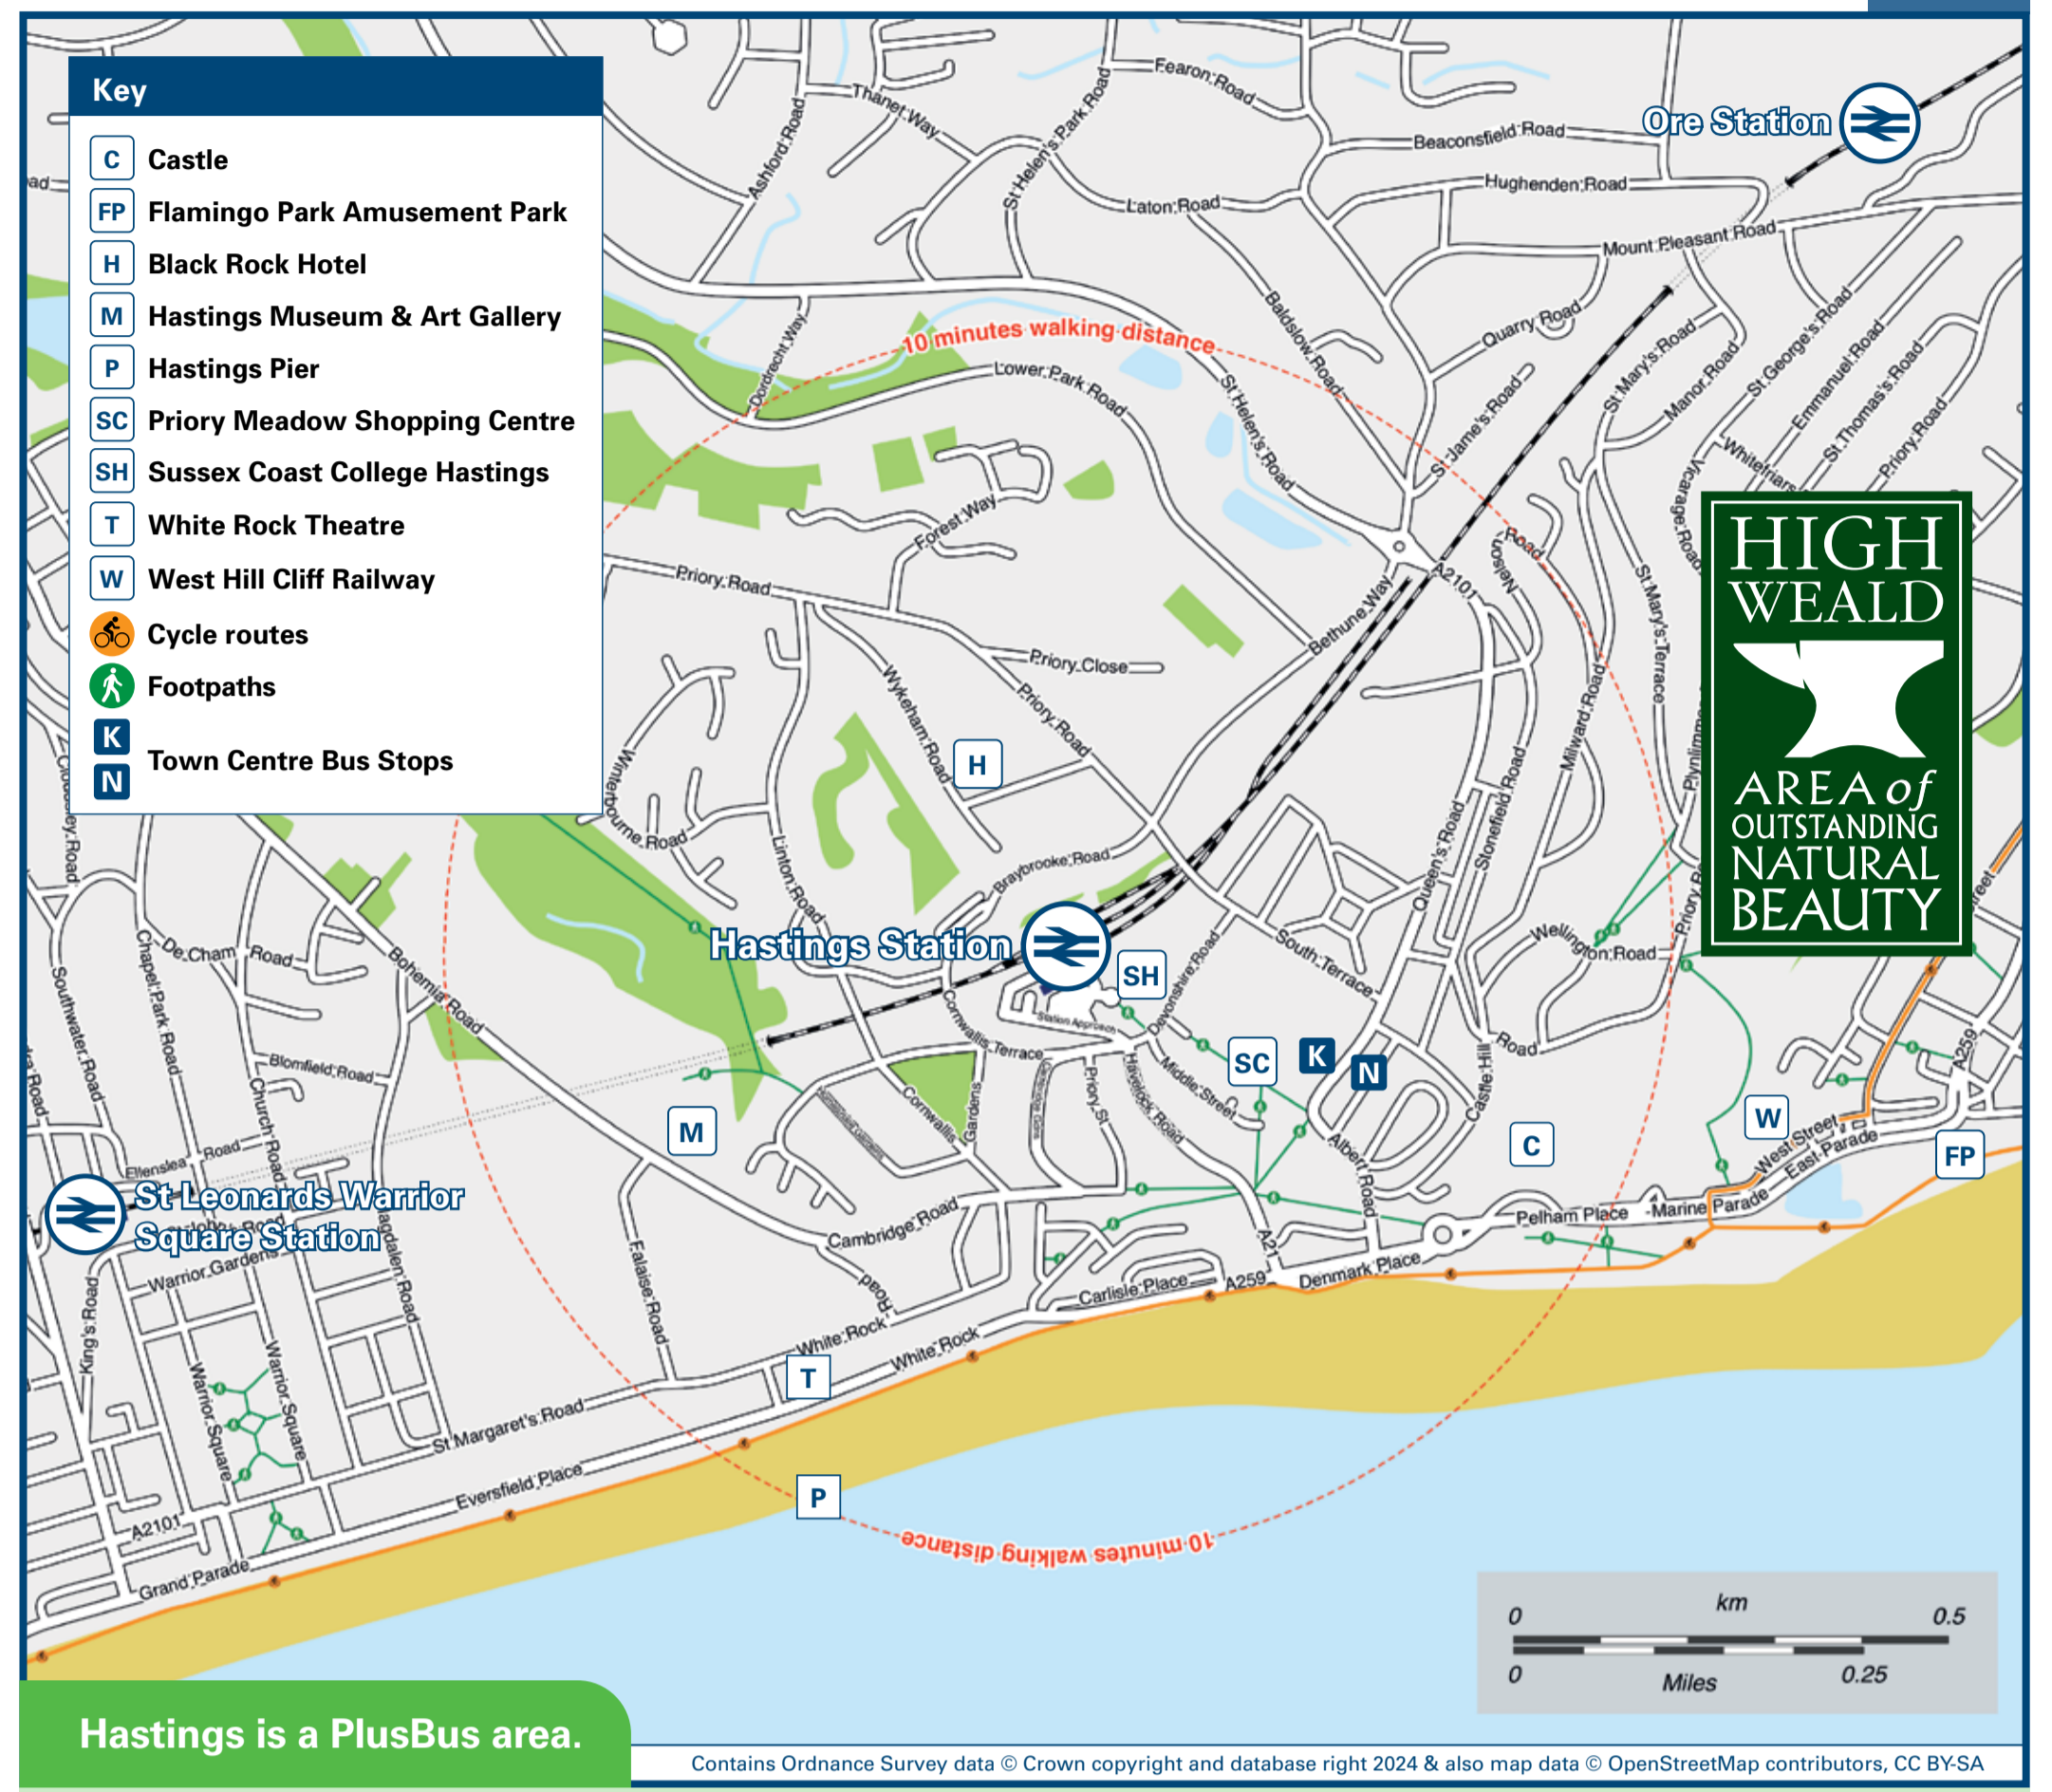 Key
C Castle
FP Flamingo Park Amusement Park
H Black Rock Hotel
M Hastings Museum & Art Gallery
P Hastings Pier
SC Priory Meadow Shopping Centre
SH Sussex Coast College Hastings
T White Rock Theatre
W West Hill Cliff Railway
Cycle routes
Footpaths
K
N
Town Centre Bus Stops
Fearon Road
Thanet Way
Ashford Road
St Helen's Park Road
Beaconsfield Road
Ore Station
Hughenden Road
Laton Road
Mount Pleasant Road
Baldslow Road
Quarry Road
Dordrecht Way
10 minutes walking distance
Lower Park Road
St Helen's Road
St Mary's Road
Manor Road
St George's Road
Emmanuel Road
St Thomas's Road
Priory Road
St Jame's Road
Whitefriars
Vicarage Road
Forest Way
Nelson Road
A2101
Bethune Way
St Mary's Terrace
Priory Road
Priory Close
Wykeham Road
Priory Road
Milward Road
HIGH
WEALD
AREA of
OUTSTANDING
NATURAL
BEAUTY
H
Winterbourne Road
Linton Road
Braybrooke Road
Queen's Road
Stonefield Road
Hastings Station
SH
Devonshire Road
South Terrace
Wellington Road
Road
De Cham Road
Chapel Park Road
Southwater Road
Bohemia Road
Station Approach
Cornwallis Terrace
Cornwallis
Gardens
Priory St
Havelock Road
Middle Street
SC
K
N
Castle Hill
Blomfield Road
Church Road
M
C
W
FP
A259
West Street
East Parade
Ellenslea Road
St Leonards Warrior
Square Station
Albert Road
Pelham Place
Marine Parade
Warrior Gardens
King's Road
Falaise Road
Cambridge Road
Road
A21
Carlisle Place
A259
Denmark Place
White Rock
White Rock
T
Warrior Square
Warrior Square
St Margaret's Road
Eversfield Place
A2101
Grand Parade
P
10 minutes walking distance
km
0 0.5
0 0.25
Miles
Hastings is a PlusBus area.
Contains Ordnance Survey data © Crown copyright and database right 2024 & also map data © OpenStreetMap contributors, CC BY-SA